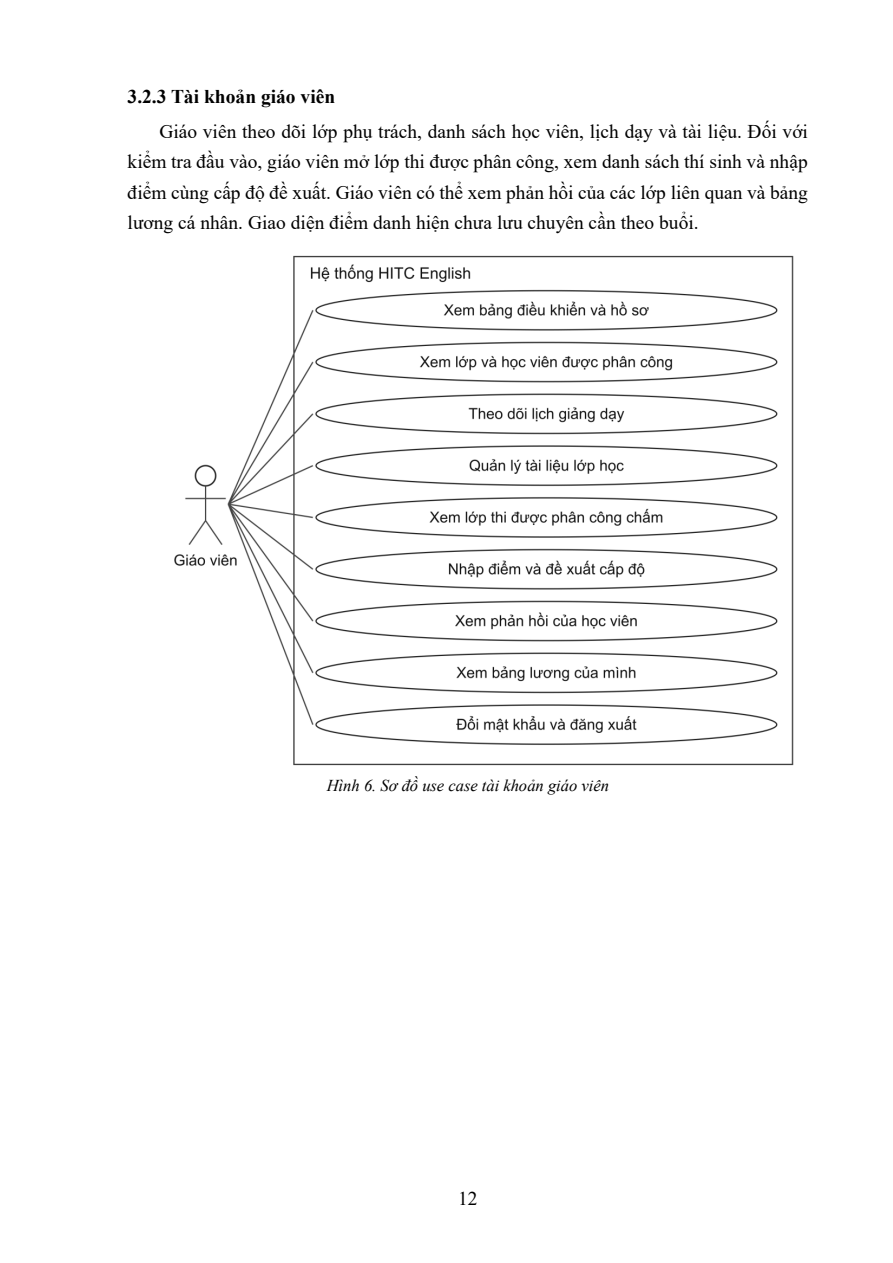 3.2.3 Tài khoản giáo viên
Giáo viên theo dõi lớp phụ trách, danh sách học viên, lịch dạy và tài liệu. Đối với
kiểm tra đầu vào, giáo viên mở lớp thi được phân công, xem danh sách thí sinh và nhập
điểm cùng cấp độ đề xuất. Giáo viên có thể xem phản hồi của các lớp liên quan và bảng
lương cá nhân. Giao diện điểm danh hiện chưa lưu chuyên cần theo buổi.
Hệ thống HITC English
Xem bảng điều khiển và hồ sơ
Xem lớp và học viên được phân công
Theo dõi lịch giảng dạy
Quản lý tài liệu lớp học
Xem lớp thi được phân công chấm
Giáo viên
Nhập điểm và đề xuất cấp độ
Xem phản hồi của học viên
Xem bảng lương của mình
Đổi mật khẩu và đăng xuất
Hình 6. Sơ đồ use case tài khoản giáo viên
12